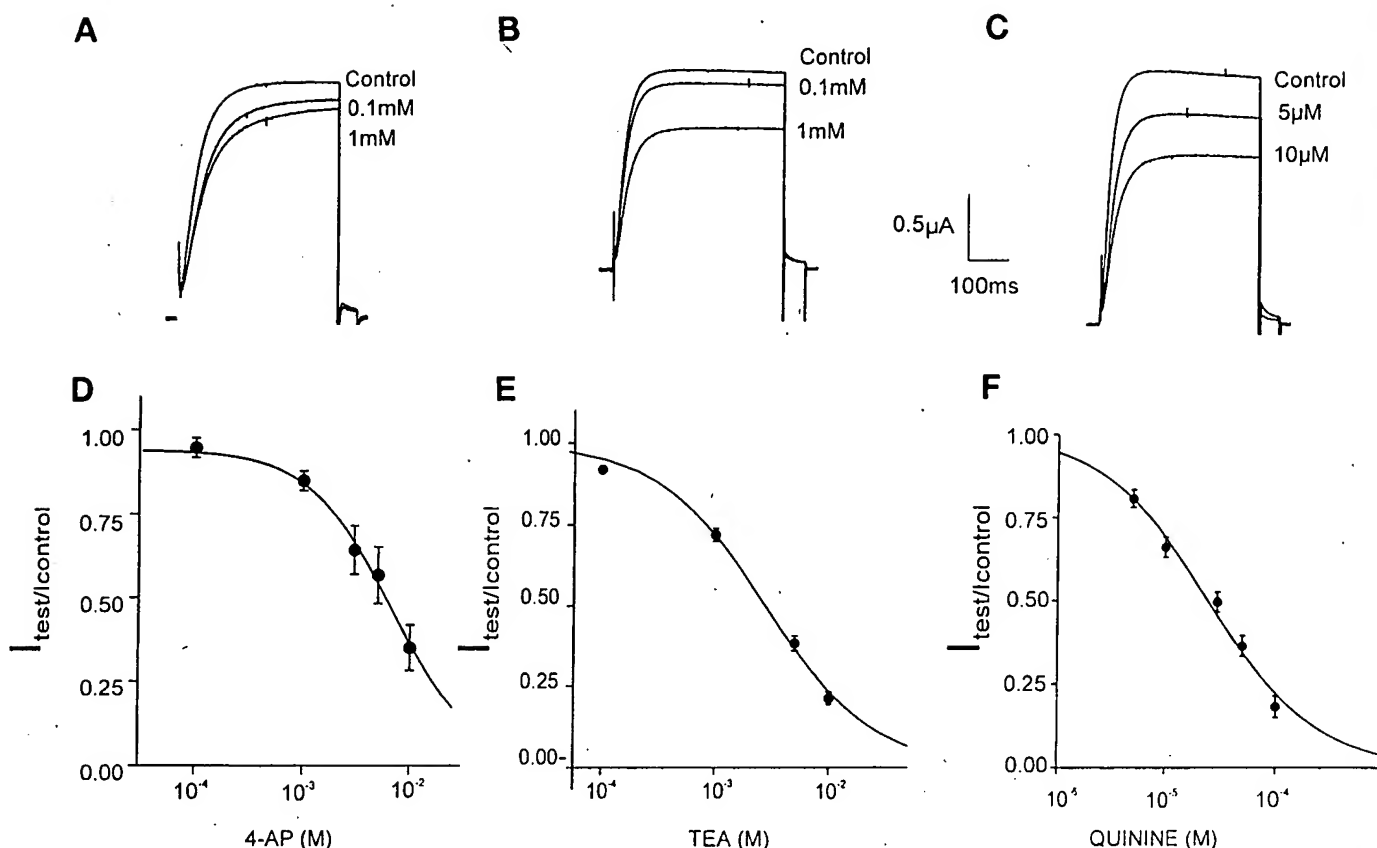 A
Control
0.1mM
1mM
B
Control
0.1mM
1mM
C
Control
5µM
10µM
0.5µA
100ms
D
1.00
0.75
0.50
0.25
0.00
Itest/Icontrol
10-4
10-3
10-2
4-AP (M)
E
1.00
0.75
0.50
0.25
0.00
Itest/Icontrol
10-4
10-3
10-2
TEA (M)
F
1.00
0.75
0.50
0.25
0.00
Itest/Icontrol
10-5
10-4
QUININE (M)